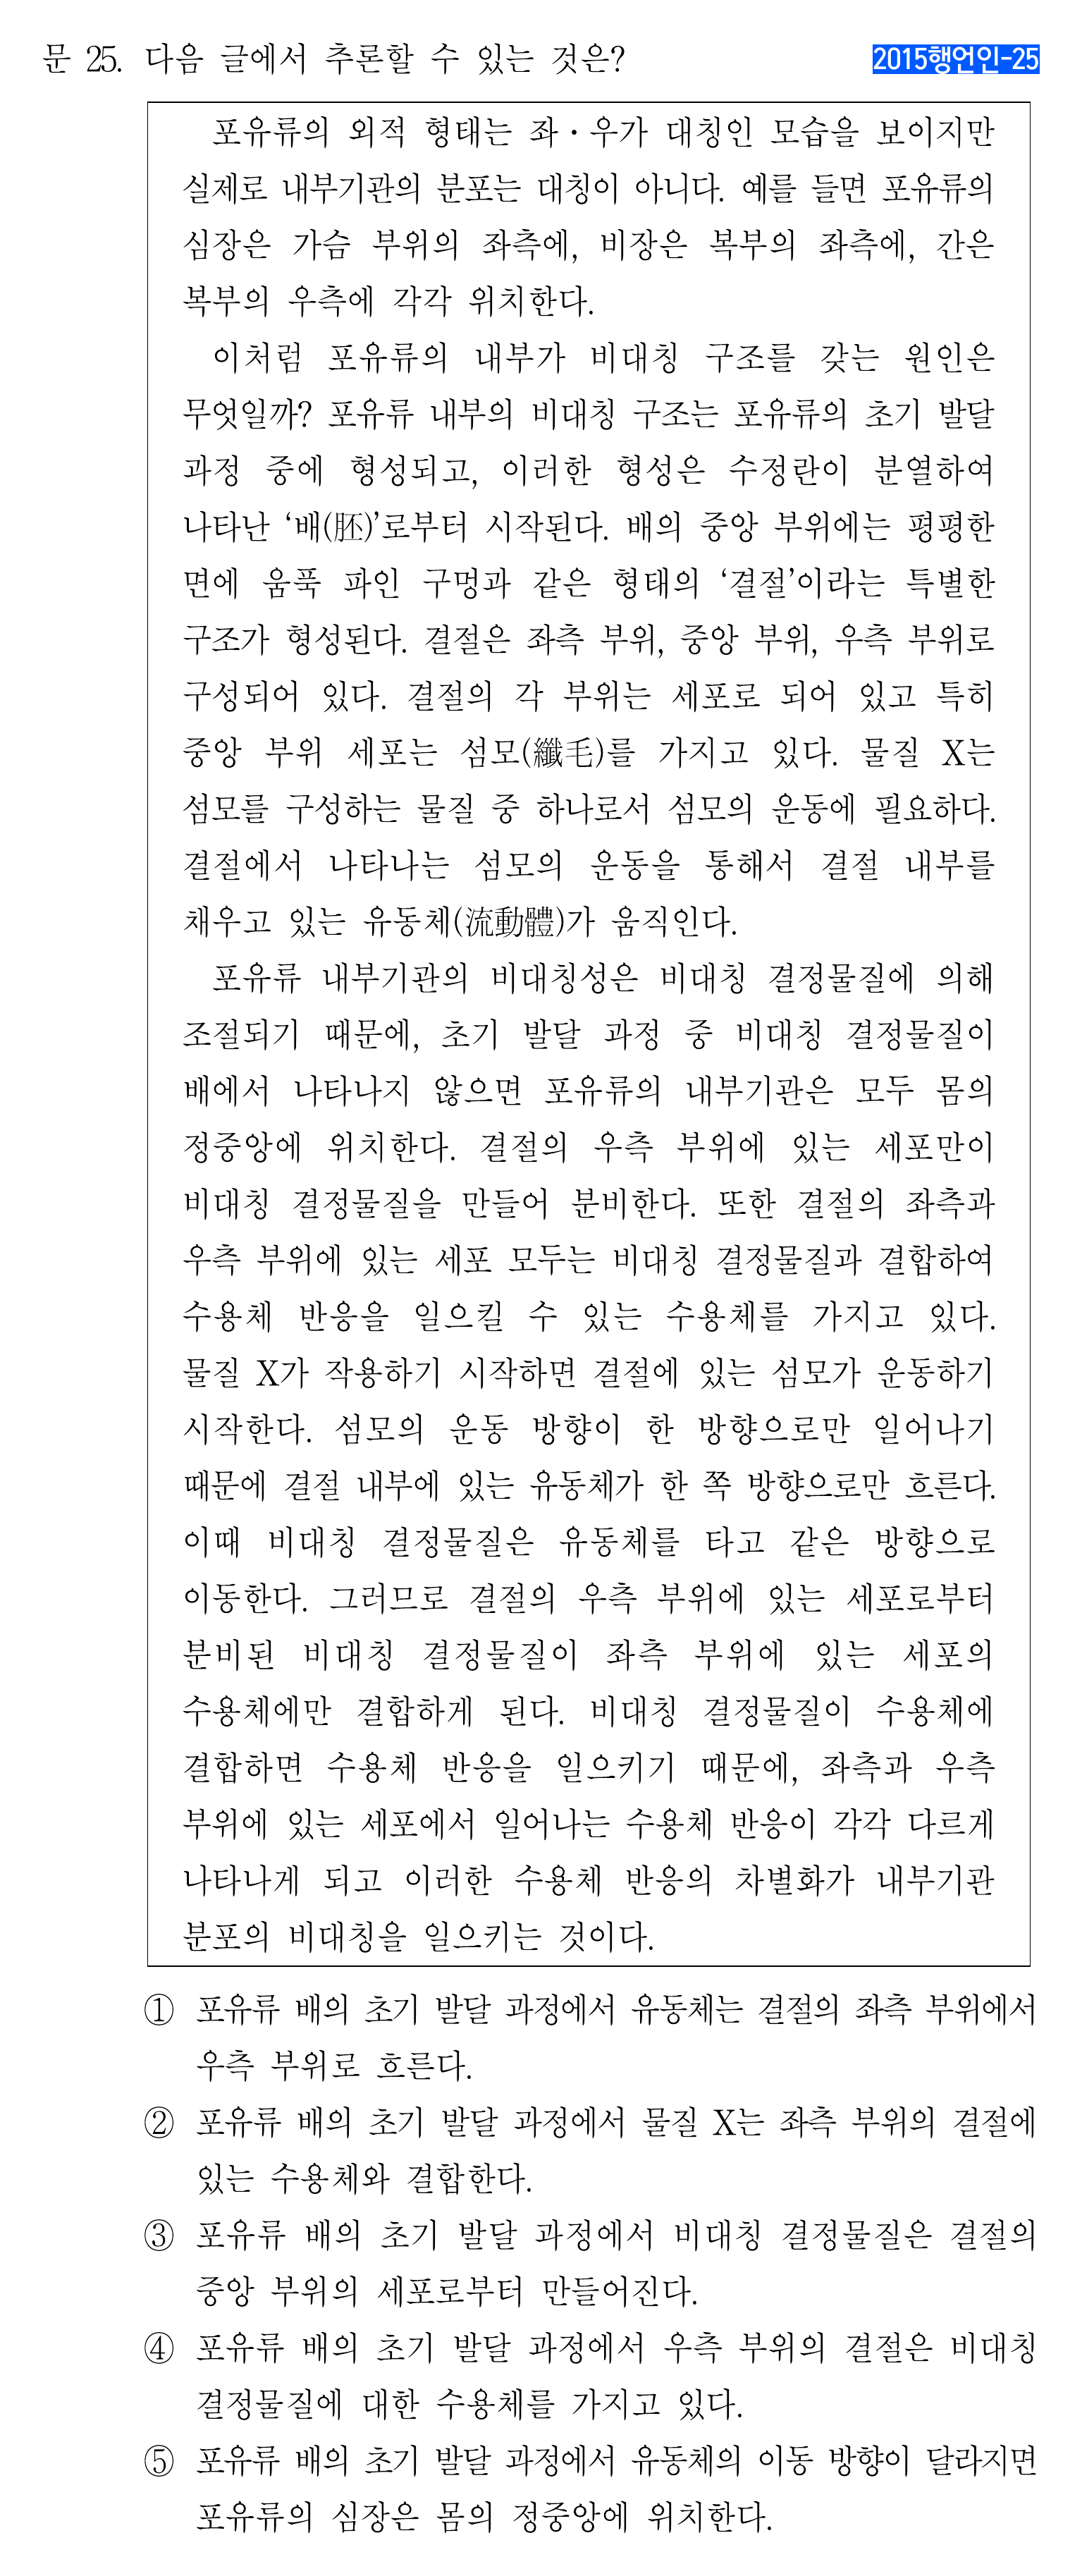 문 25. 다음 글에서 추론할 수 있는 것은?
2015행언인-25
포유류의 외적 형태는 좌・우가 대칭인 모습을 보이지만
실제로 내부기관의 분포는 대칭이 아니다. 예를 들면 포유류의
심장은 가슴 부위의 좌측에, 비장은 복부의 좌측에, 간은
복부의 우측에 각각 위치한다.
이처럼 포유류의 내부가 비대칭 구조를 갖는 원인은
무엇일까? 포유류 내부의 비대칭 구조는 포유류의 초기 발달
과정 중에 형성되고, 이러한 형성은 수정란이 분열하여
나타난 ‘배(胚)’로부터 시작된다. 배의 중앙 부위에는 평평한
면에 움푹 파인 구멍과 같은 형태의 ‘결절’이라는 특별한
구조가 형성된다. 결절은 좌측 부위, 중앙 부위, 우측 부위로
구성되어 있다. 결절의 각 부위는 세포로 되어 있고 특히
중앙 부위 세포는 섬모(纖毛)를 가지고 있다. 물질 X는
섬모를 구성하는 물질 중 하나로서 섬모의 운동에 필요하다.
결절에서 나타나는 섬모의 운동을 통해서 결절 내부를
채우고 있는 유동체(流動體)가 움직인다.
포유류 내부기관의 비대칭성은 비대칭 결정물질에 의해
조절되기 때문에, 초기 발달 과정 중 비대칭 결정물질이
배에서 나타나지 않으면 포유류의 내부기관은 모두 몸의
정중앙에 위치한다. 결절의 우측 부위에 있는 세포만이
비대칭 결정물질을 만들어 분비한다. 또한 결절의 좌측과
우측 부위에 있는 세포 모두는 비대칭 결정물질과 결합하여
수용체 반응을 일으킬 수 있는 수용체를 가지고 있다.
물질 X가 작용하기 시작하면 결절에 있는 섬모가 운동하기
시작한다. 섬모의 운동 방향이 한 방향으로만 일어나기
때문에 결절 내부에 있는 유동체가 한 쪽 방향으로만 흐른다.
이때 비대칭 결정물질은 유동체를 타고 같은 방향으로
이동한다. 그러므로 결절의 우측 부위에 있는 세포로부터
분비된 비대칭 결정물질이 좌측 부위에 있는 세포의
수용체에만 결합하게 된다. 비대칭 결정물질이 수용체에
결합하면 수용체 반응을 일으키기 때문에, 좌측과 우측
부위에 있는 세포에서 일어나는 수용체 반응이 각각 다르게
나타나게 되고 이러한 수용체 반응의 차별화가 내부기관
분포의 비대칭을 일으키는 것이다.
① 포유류 배의 초기 발달 과정에서 유동체는 결절의 좌측 부위에서
우측 부위로 흐른다.
② 포유류 배의 초기 발달 과정에서 물질 X는 좌측 부위의 결절에
있는 수용체와 결합한다.
③ 포유류 배의 초기 발달 과정에서 비대칭 결정물질은 결절의
중앙 부위의 세포로부터 만들어진다.
④ 포유류 배의 초기 발달 과정에서 우측 부위의 결절은 비대칭
결정물질에 대한 수용체를 가지고 있다.
⑤ 포유류 배의 초기 발달 과정에서 유동체의 이동 방향이 달라지면
포유류의 심장은 몸의 정중앙에 위치한다.